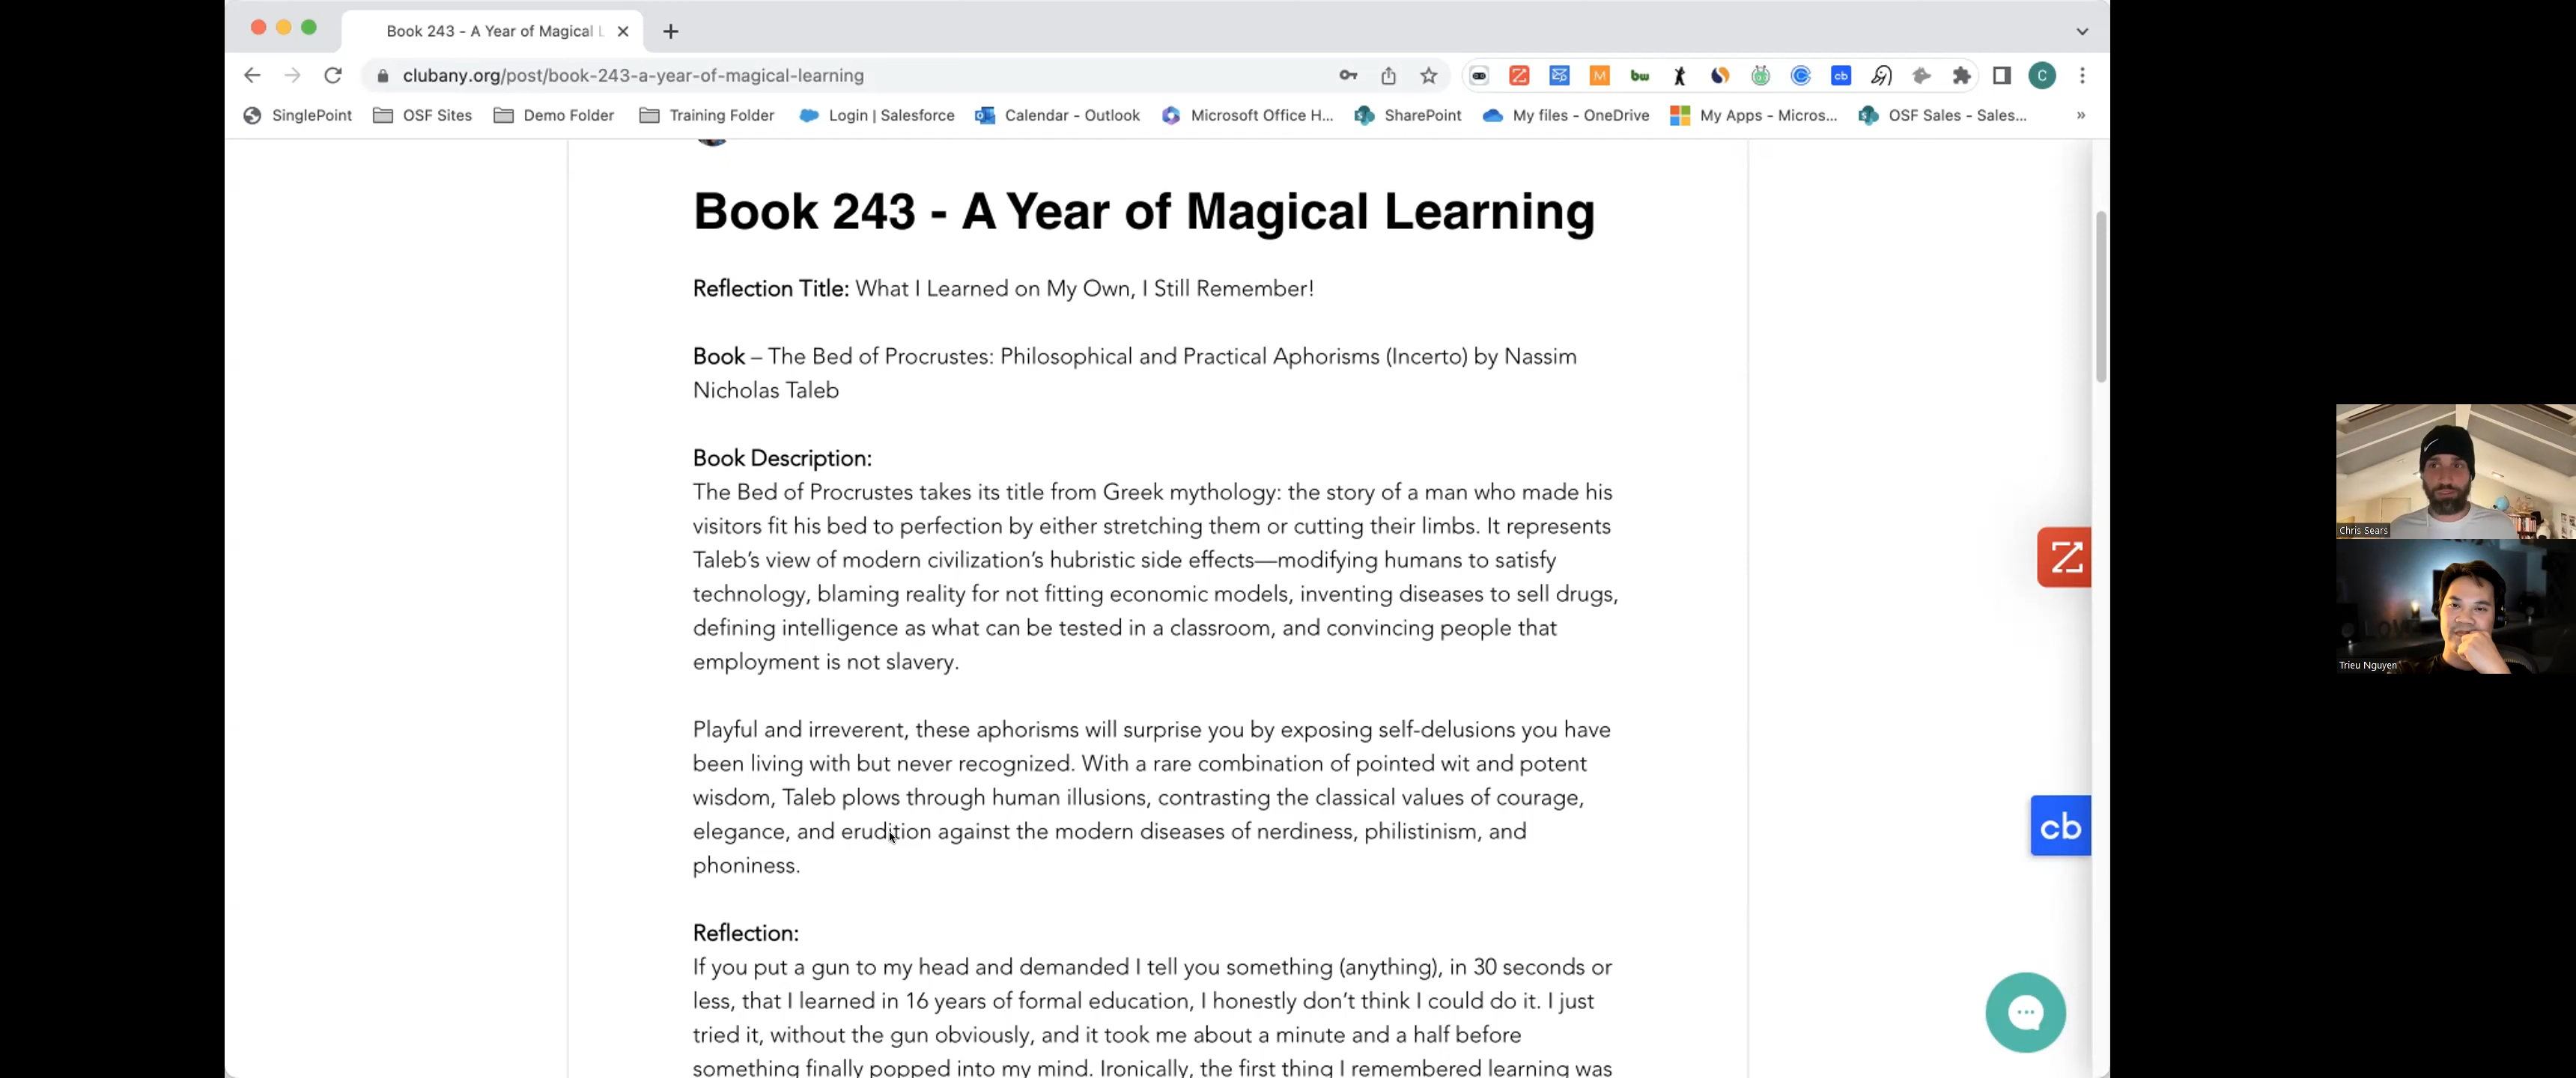 Book 243 - A Year of Magical L
clubany.org/post/book-243-a-year-of-magical-learning
M
bw
cb
C
SinglePoint
OSF Sites
Demo Folder
Training Folder
Login | Salesforce
Calendar - Outlook
Microsoft Office H...
SharePoint
My files - OneDrive
My Apps - Micros...
OSF Sales - Sales...
»
Book 243 - A Year of Magical Learning
Reflection Title: What I Learned on My Own, I Still Remember!
Book – The Bed of Procrustes: Philosophical and Practical Aphorisms (Incerto) by Nassim
Nicholas Taleb
Book Description:
The Bed of Procrustes takes its title from Greek mythology: the story of a man who made his
visitors fit his bed to perfection by either stretching them or cutting their limbs. It represents
Taleb’s view of modern civilization’s hubristic side effects—modifying humans to satisfy
technology, blaming reality for not fitting economic models, inventing diseases to sell drugs,
defining intelligence as what can be tested in a classroom, and convincing people that
employment is not slavery.
Playful and irreverent, these aphorisms will surprise you by exposing self-delusions you have
been living with but never recognized. With a rare combination of pointed wit and potent
wisdom, Taleb plows through human illusions, contrasting the classical values of courage,
elegance, and erudition against the modern diseases of nerdiness, philistinism, and
phoniness.
Reflection:
If you put a gun to my head and demanded I tell you something (anything), in 30 seconds or
less, that I learned in 16 years of formal education, I honestly don’t think I could do it. I just
tried it, without the gun obviously, and it took me about a minute and a half before
something finally popped into my mind. Ironically, the first thing I remembered learning was
Z
cb
Chris Sears
Trieu Nguyen